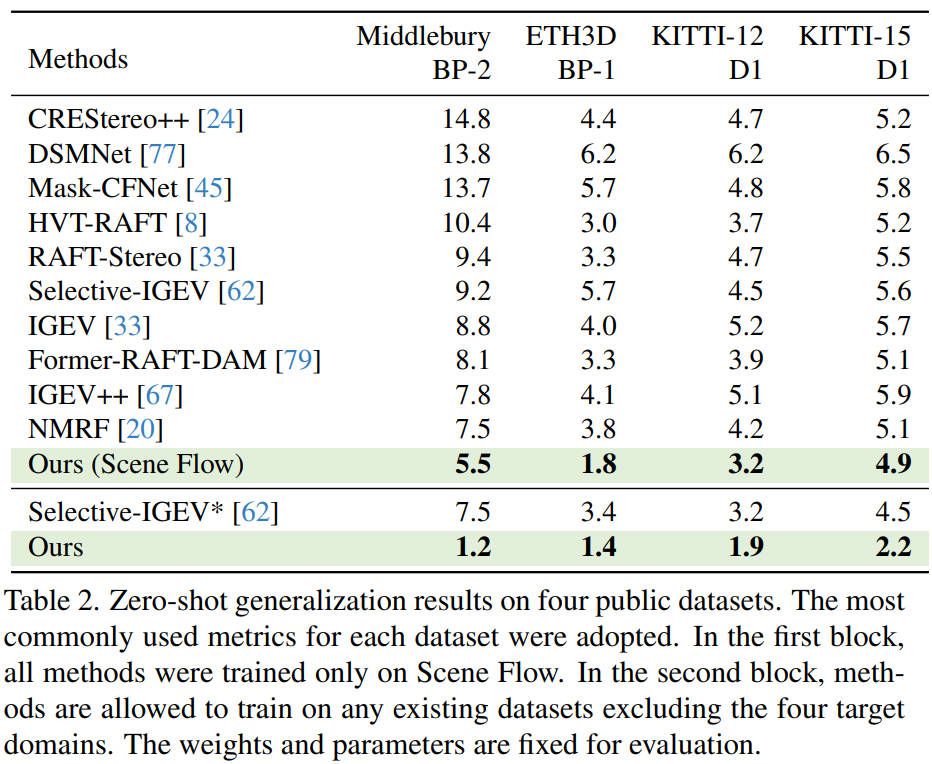 Methods Middlebury BP-2 ETH3D BP-1 KITTI-12 D1 KITTI-15 D1
CREStereo++ [24] 14.8 4.4 4.7 5.2
DSMNet [77] 13.8 6.2 6.2 6.5
Mask-CFNet [45] 13.7 5.7 4.8 5.8
HVT-RAFT [8] 10.4 3.0 3.7 5.2
RAFT-Stereo [33] 9.4 3.3 4.7 5.5
Selective-IGEV [62] 9.2 5.7 4.5 5.6
IGEV [33] 8.8 4.0 5.2 5.7
Former-RAFT-DAM [79] 8.1 3.3 3.9 5.1
IGEV++ [67] 7.8 4.1 5.1 5.9
NMRF [20] 7.5 3.8 4.2 5.1
Ours (Scene Flow) 5.5 1.8 3.2 4.9
Selective-IGEV* [62] 7.5 3.4 3.2 4.5
Ours 1.2 1.4 1.9 2.2
Table 2. Zero-shot generalization results on four public datasets. The most
commonly used metrics for each dataset were adopted. In the first block,
all methods were trained only on Scene Flow. In the second block, meth-
ods are allowed to train on any existing datasets excluding the four target
domains. The weights and parameters are fixed for evaluation.